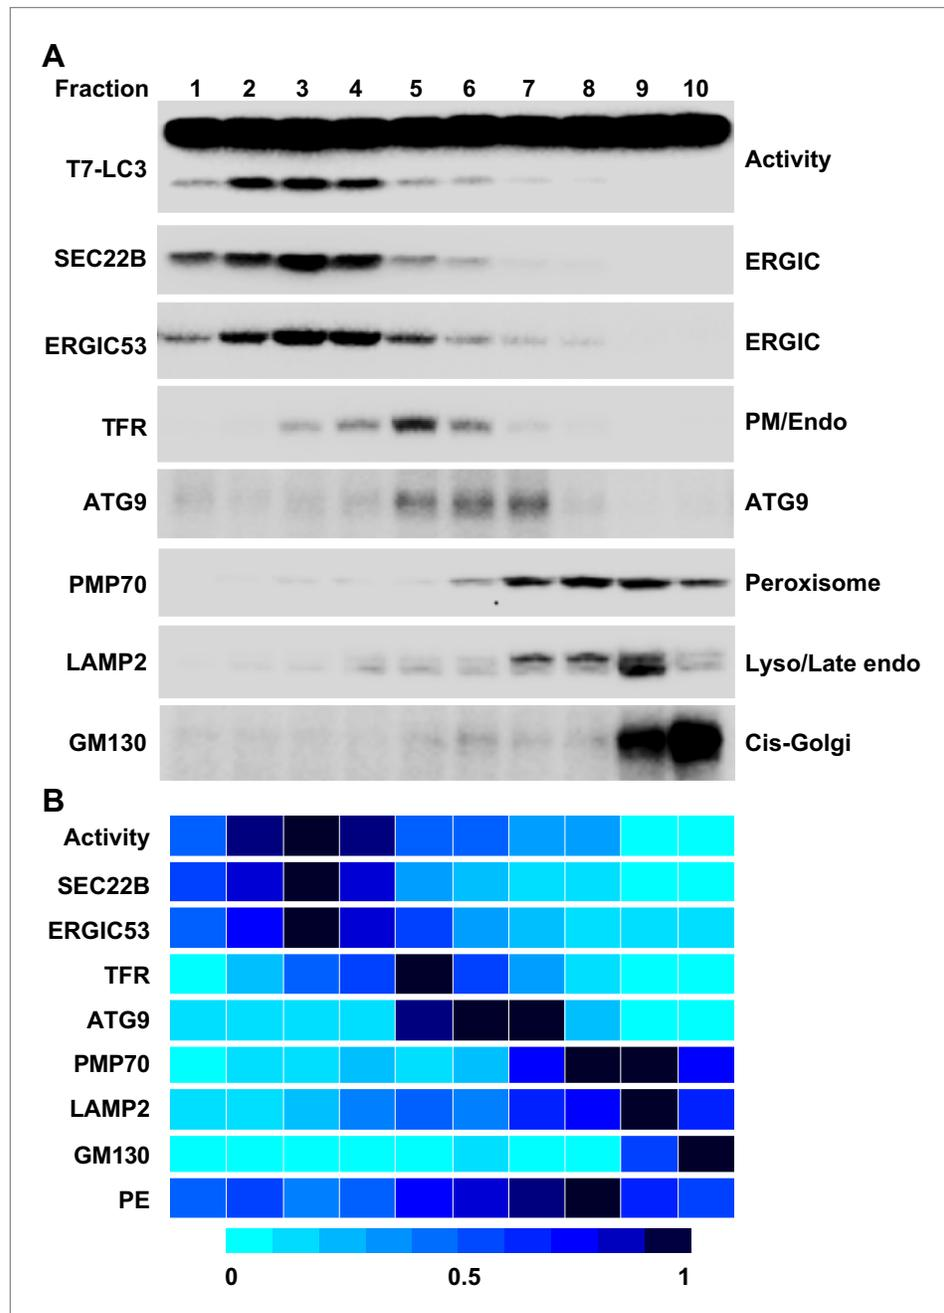 A
Fraction 1 2 3 4 5 6 7 8 9 10
T7-LC3 Activity
SEC22B ERGIC
ERGIC53 ERGIC
TFR PM/Endo
ATG9 ATG9
PMP70 Peroxisome
LAMP2 Lyso/Late endo
GM130 Cis-Golgi
B
Activity
SEC22B
ERGIC53
TFR
ATG9
PMP70
LAMP2
GM130
PE
0 0.5 1